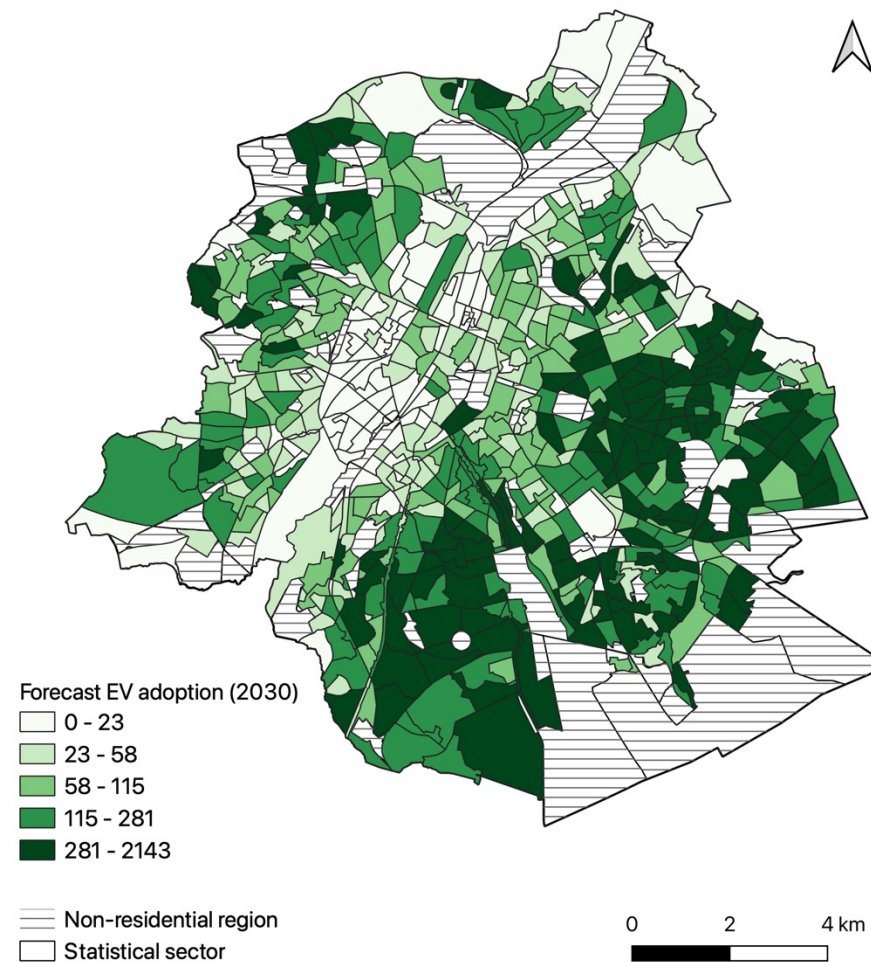 Forecast EV adoption (2030)
0 - 23
23 - 58
58 - 115
115 - 281
281 - 2143
Non-residential region
Statistical sector
0 2 4 km